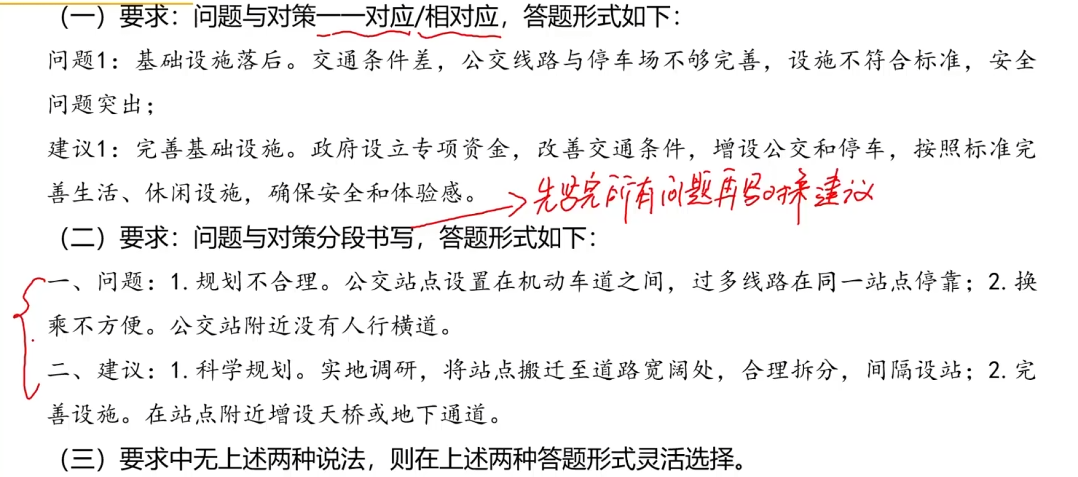 （一）要求：问题与对策一一对应/相对应，答题形式如下：
问题1：基础设施落后。交通条件差，公交线路与停车场不够完善，设施不符合标准，安全
问题突出；
建议1：完善基础设施。政府设立专项资金，改善交通条件，增设公交和停车，按照标准完
善生活、休闲设施，确保安全和体验感。
先答完所有问题再写对策建议
（二）要求：问题与对策分段书写，答题形式如下：
一、问题：1.规划不合理。公交站点设置在机动车道之间，过多线路在同一站点停靠；2.换
乘不方便。公交站附近没有人行横道。
二、建议：1.科学规划。实地调研，将站点搬迁至道路宽阔处，合理拆分，间隔设站；2.完
善设施。在站点附近增设天桥或地下通道。
（三）要求中无上述两种说法，则在上述两种答题形式灵活选择。